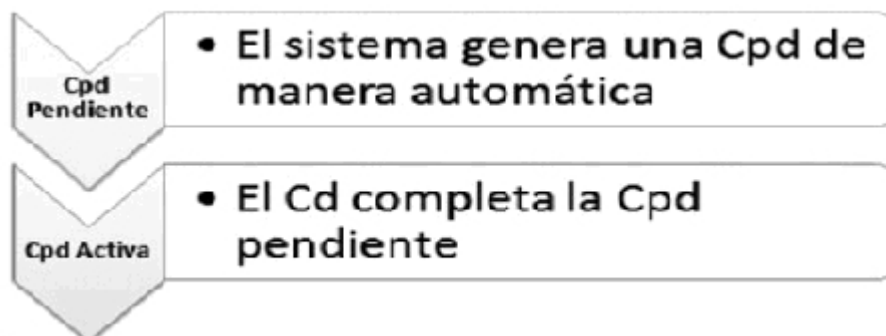 Cpd
Pendiente
• El sistema genera una Cpd de
manera automática
Cpd Activa
• El Cd completa la Cpd
pendiente